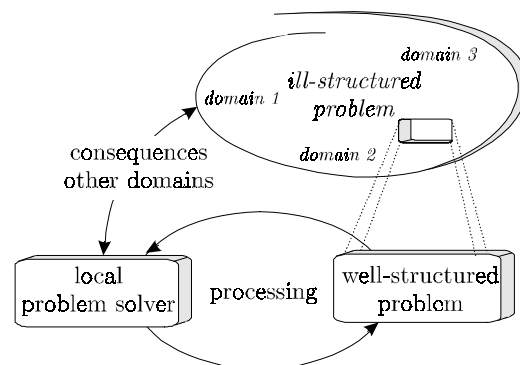 domain 3
ill-structured
domain 1
problem
domain 2
consequences
other domains
local
problem solver
processing
well-structured
problem